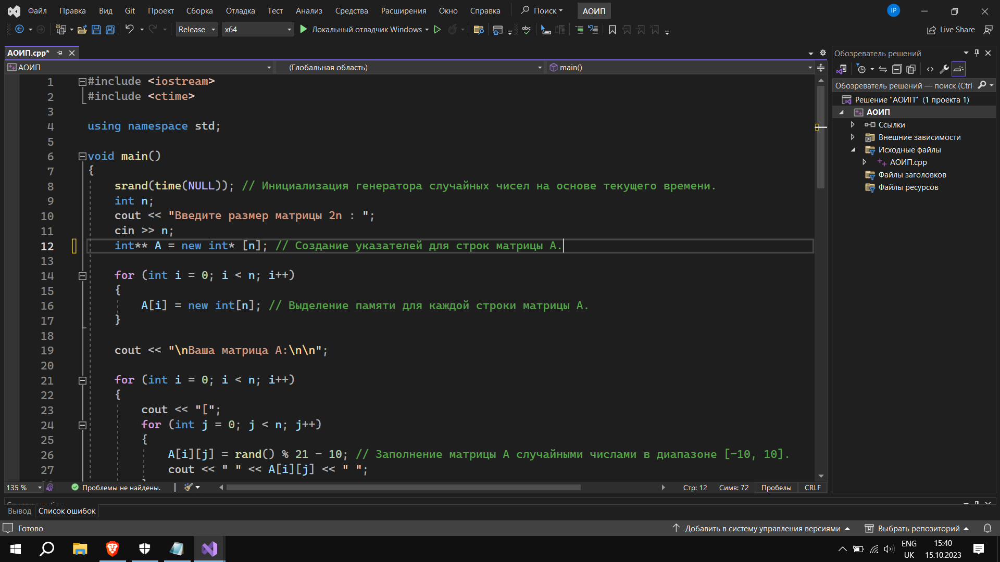 Файл Правка Вид Git Проект Сборка Отладка Тест Анализ Средства Расширения Окно Справка Поиск АОИП IP
Release x64 Локальный отладчик Windows abc Live Share
АОИП.cpp*
АОИП (Глобальная область) main()
1 #include <iostream>
2 #include <ctime>
3
4 using namespace std;
5
6 void main()
7 {
8 srand(time(NULL)); // Инициализация генератора случайных чисел на основе текущего времени.
9 int n;
10 cout << "Введите размер матрицы 2n : ";
11 cin >> n;
12 int** A = new int* [n]; // Создание указателей для строк матрицы A.
13
14 for (int i = 0; i < n; i++)
15 {
16 A[i] = new int[n]; // Выделение памяти для каждой строки матрицы A.
17 }
18
19 cout << "\nВаша матрица A:\n\n";
20
21 for (int i = 0; i < n; i++)
22 {
23 cout << "[";
24 for (int j = 0; j < n; j++)
25 {
26 A[i][j] = rand() % 21 - 10; // Заполнение матрицы A случайными числами в диапазоне [-10, 10].
27 cout << " " << A[i][j] << " ";
135 % Проблемы не найдены. Стр: 12 Симв: 72 Пробелы CRLF
Обозреватель решений
Обозреватель решений — поиск (Ctrl
Решение "АОИП" (1 проекта 1)
АОИП
Ссылки
Внешние зависимости
Исходные файлы
АОИП.cpp
Файлы заголовков
Файлы ресурсов
Список ошибок
Вывод Список ошибок
Готово Добавить в систему управления версиями Выбрать репозиторий
ENG 15:40
UK 15.10.2023